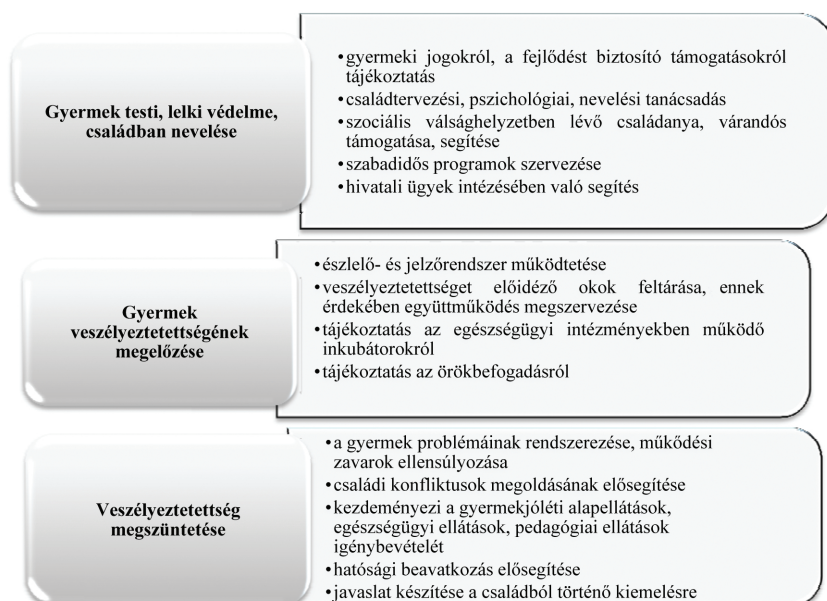 Gyermek testi, lelki védelme,
családban nevelése
•gyermeki jogokról, a fejlődést biztosító támogatásokról
tájékoztatás
•családtervezési, pszichológiai, nevelési tanácsadás
•szociális válsághelyzetben lévő családanya, várandós
támogatása, segítése
•szabadidős programok szervezése
•hivatali ügyek intézésében való segítés
Gyermek
veszélyeztetettségének
megelőzése
•észlelő- és jelzőrendszer működtetése
•veszélyeztetettséget előidéző okok feltárása, ennek
érdekében együttműködés megszervezése
•tájékoztatás az egészségügyi intézményekben működő
inkubátorokról
•tájékoztatás az örökbefogadásról
Veszélyeztetettség
megszüntetése
•a gyermek problémáinak rendszerezése, műkődési
zavarok ellensúlyozása
•családi konfliktusok megoldásának elősegítése
•kezdeményezi a gyermekjóléti alapellátások,
egészségügyi ellátások, pedagógiai ellátások
igénybevételét
•hatósági beavatkozás elősegítése
•javaslat készítése a családból történő kiemelésre